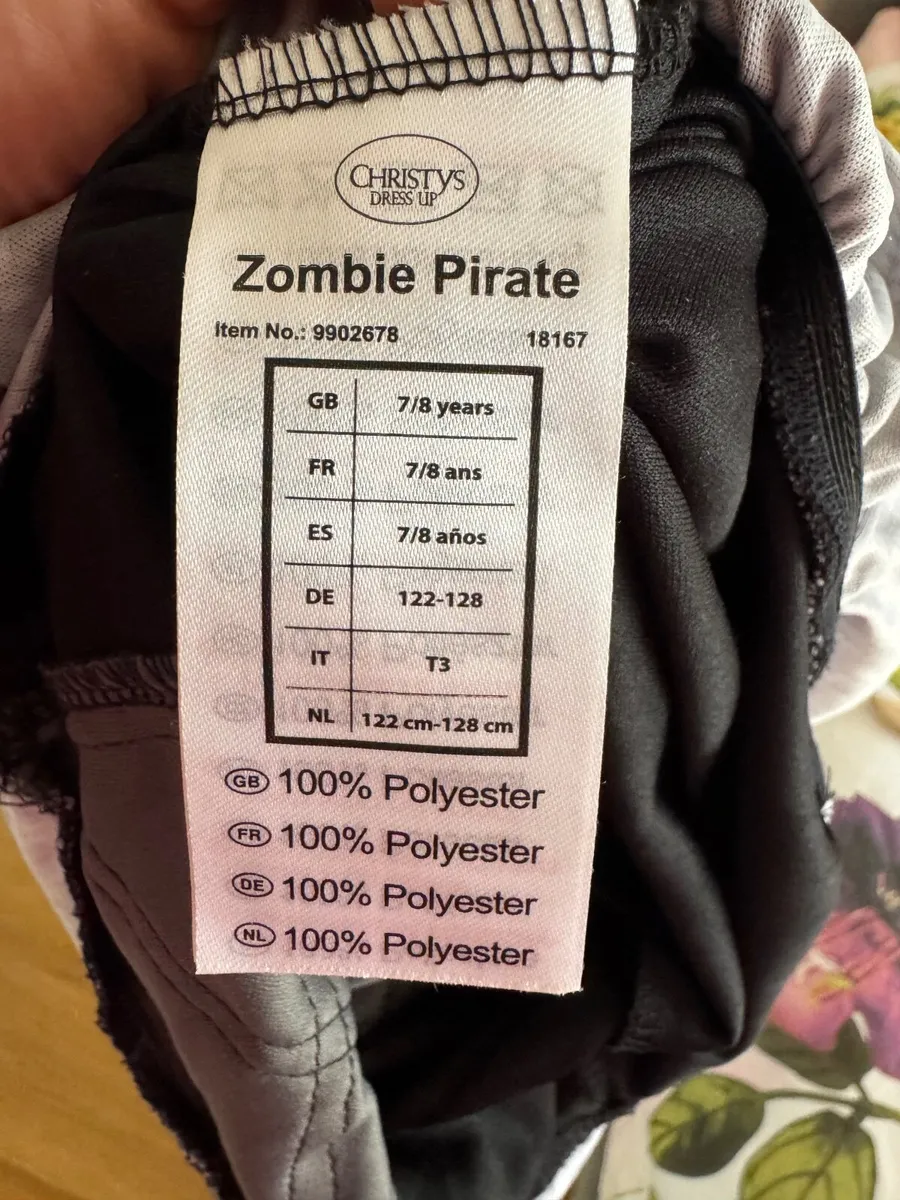 CHRISTYS
DRESS UP
Zombie Pirate
Item No.: 9902678 18167
GB 7/8 years
FR 7/8 ans
ES 7/8 años
DE 122-128
IT T3
NL 122 cm-128 cm
GB 100% Polyester
FR 100% Polyester
DE 100% Polyester
NL 100% Polyester